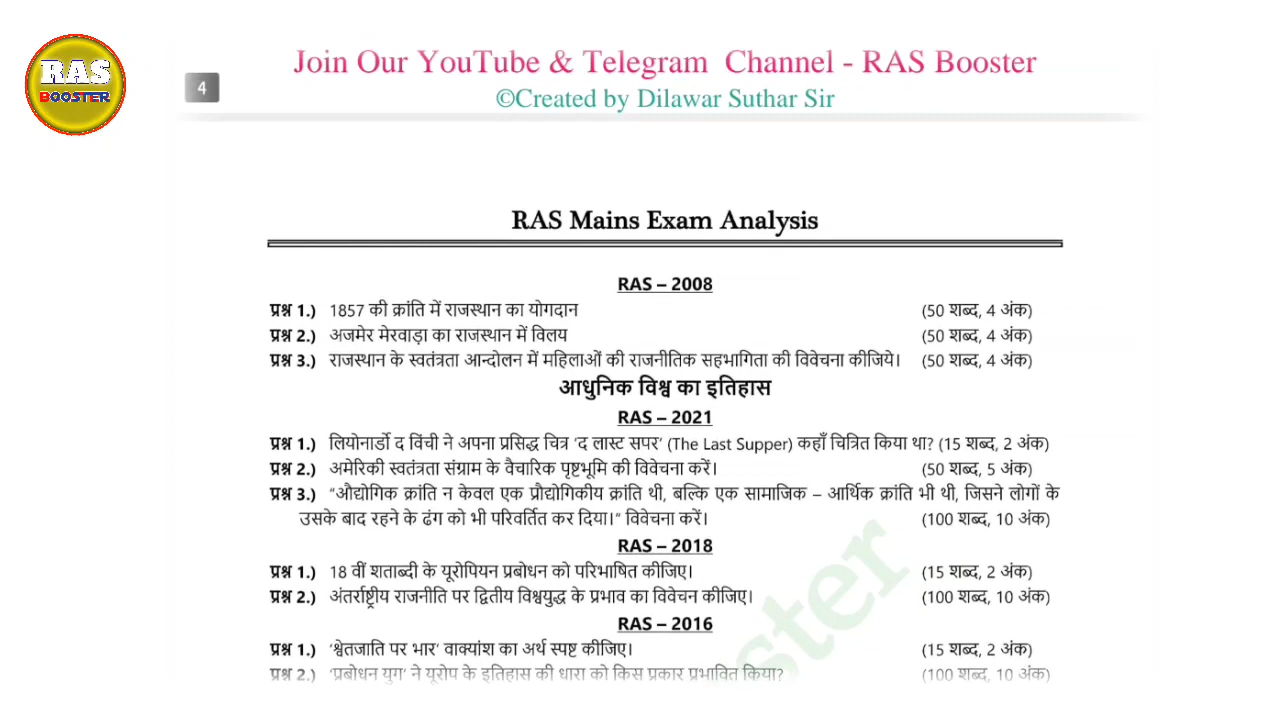 RAS
BOOSTER
Join Our YouTube & Telegram Channel - RAS Booster
4
©Created by Dilawar Suthar Sir
RAS Mains Exam Analysis
RAS – 2008
प्रश्न 1.) 1857 की क्रांति में राजस्थान का योगदान (50 शब्द, 4 अंक)
प्रश्न 2.) अजमेर मेरवाड़ा का राजस्थान में विलय (50 शब्द, 4 अंक)
प्रश्न 3.) राजस्थान के स्वतंत्रता आन्दोलन में महिलाओं की राजनीतिक सहभागिता की विवेचना कीजिये। (50 शब्द, 4 अंक)
आधुनिक विश्व का इतिहास
RAS – 2021
प्रश्न 1.) लियोनार्डो द विंची ने अपना प्रसिद्ध चित्र ‘द लास्ट सपर’ (The Last Supper) कहाँ चित्रित किया था? (15 शब्द, 2 अंक)
प्रश्न 2.) अमेरिकी स्वतंत्रता संग्राम के वैचारिक पृष्टभूमि की विवेचना करें। (50 शब्द, 5 अंक)
प्रश्न 3.) “औद्योगिक क्रांति न केवल एक प्रौद्योगिकीय क्रांति थी, बल्कि एक सामाजिक – आर्थिक क्रांति भी थी, जिसने लोगों के
उसके बाद रहने के ढंग को भी परिवर्तित कर दिया।“ विवेचना करें। (100 शब्द, 10 अंक)
RAS – 2018
प्रश्न 1.) 18 वीं शताब्दी के यूरोपियन प्रबोधन को परिभाषित कीजिए। (15 शब्द, 2 अंक)
प्रश्न 2.) अंतर्राष्ट्रीय राजनीति पर द्वितीय विश्वयुद्ध के प्रभाव का विवेचन कीजिए। (100 शब्द, 10 अंक)
RAS – 2016
प्रश्न 1.) ‘श्वेतजाति पर भार’ वाक्यांश का अर्थ स्पष्ट कीजिए। (15 शब्द, 2 अंक)
प्रश्न 2.) ‘प्रबोधन युग’ ने यूरोप के इतिहास की धारा को किस प्रकार प्रभावित किया? (100 शब्द, 10 अंक)